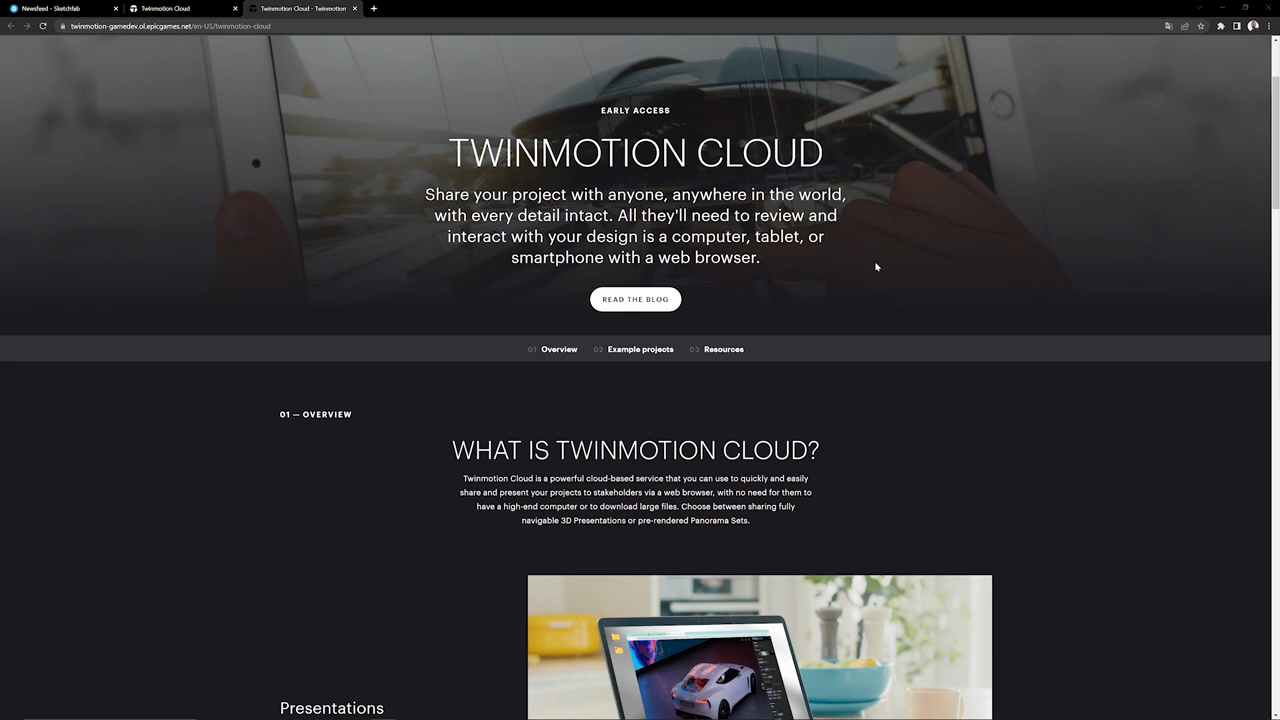 Newsfeed - Sketchfab
Twinmotion Cloud
Twinmotion Cloud - Twinmotion
twinmotion-gamedev.ol.epicgames.net/en-US/twinmotion-cloud
EARLY ACCESS
TWINMOTION CLOUD
Share your project with anyone, anywhere in the world,
with every detail intact. All they'll need to review and
interact with your design is a computer, tablet, or
smartphone with a web browser.
READ THE BLOG
01 Overview 02 Example projects 03 Resources
01 — OVERVIEW
WHAT IS TWINMOTION CLOUD?
Twinmotion Cloud is a powerful cloud-based service that you can use to quickly and easily
share and present your projects to stakeholders via a web browser, with no need for them to
have a high-end computer or to download large files. Choose between sharing fully
navigable 3D Presentations or pre-rendered Panorama Sets.
Presentations